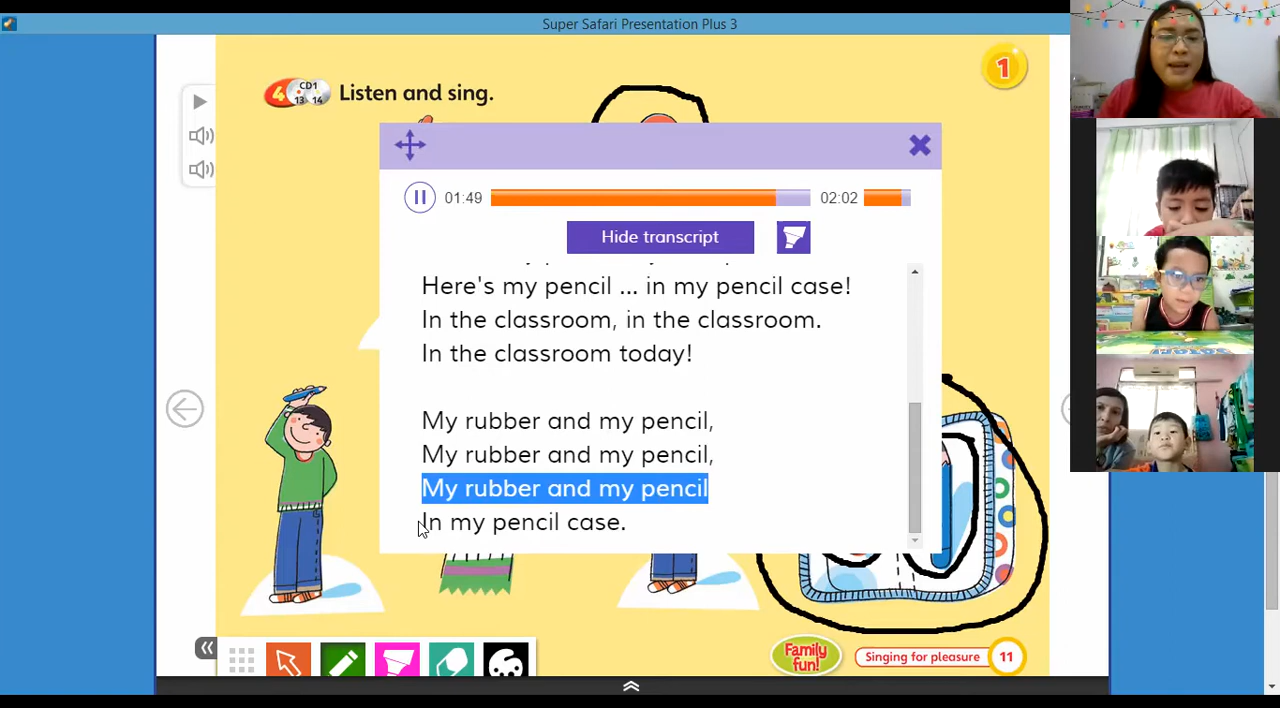 Super Safari Presentation Plus 3
4 CD1 13 14 Listen and sing.
1
01:49 02:02
Hide transcript
Here's my pencil ... in my pencil case!
In the classroom, in the classroom.
In the classroom today!
My rubber and my pencil,
My rubber and my pencil,
My rubber and my pencil
In my pencil case.
Family fun!
Singing for pleasure 11